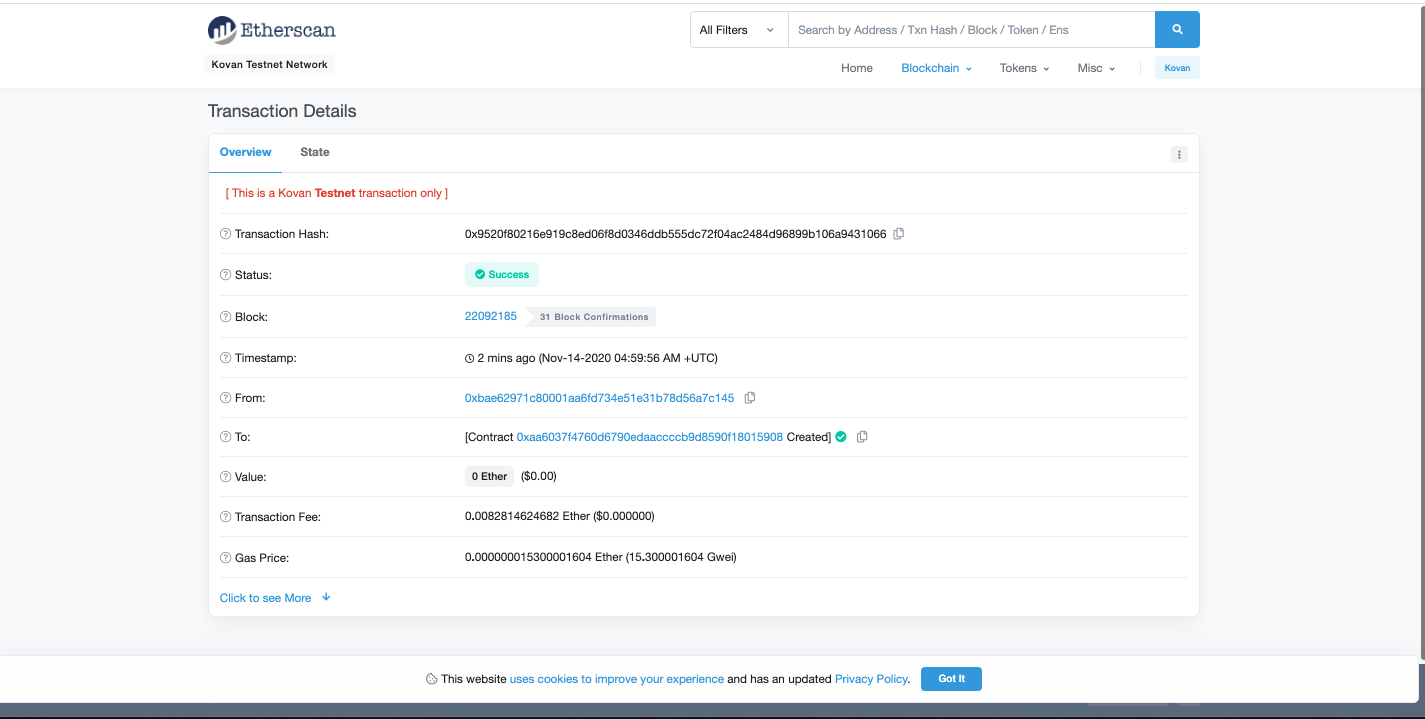 Etherscan
All Filters
Search by Address / Txn Hash / Block / Token / Ens
Kovan Testnet Network
Home Blockchain Tokens Misc Kovan
Transaction Details
Overview State
[ This is a Kovan Testnet transaction only ]
Transaction Hash: 0x9520f80216e919c8ed06f8d0346ddb555dc72f04ac2484d96899b106a9431066
Status: Success
Block: 22092185 31 Block Confirmations
Timestamp: 2 mins ago (Nov-14-2020 04:59:56 AM +UTC)
From: 0xbae62971c80001aa6fd734e51e31b78d56a7c145
To: [Contract 0xaa6037f4760d6790edaaccccb9d8590f18015908 Created]
Value: 0 Ether ($0.00)
Transaction Fee: 0.0082814624682 Ether ($0.000000)
Gas Price: 0.000000015300001604 Ether (15.300001604 Gwei)
Click to see More
This website uses cookies to improve your experience and has an updated Privacy Policy. Got It